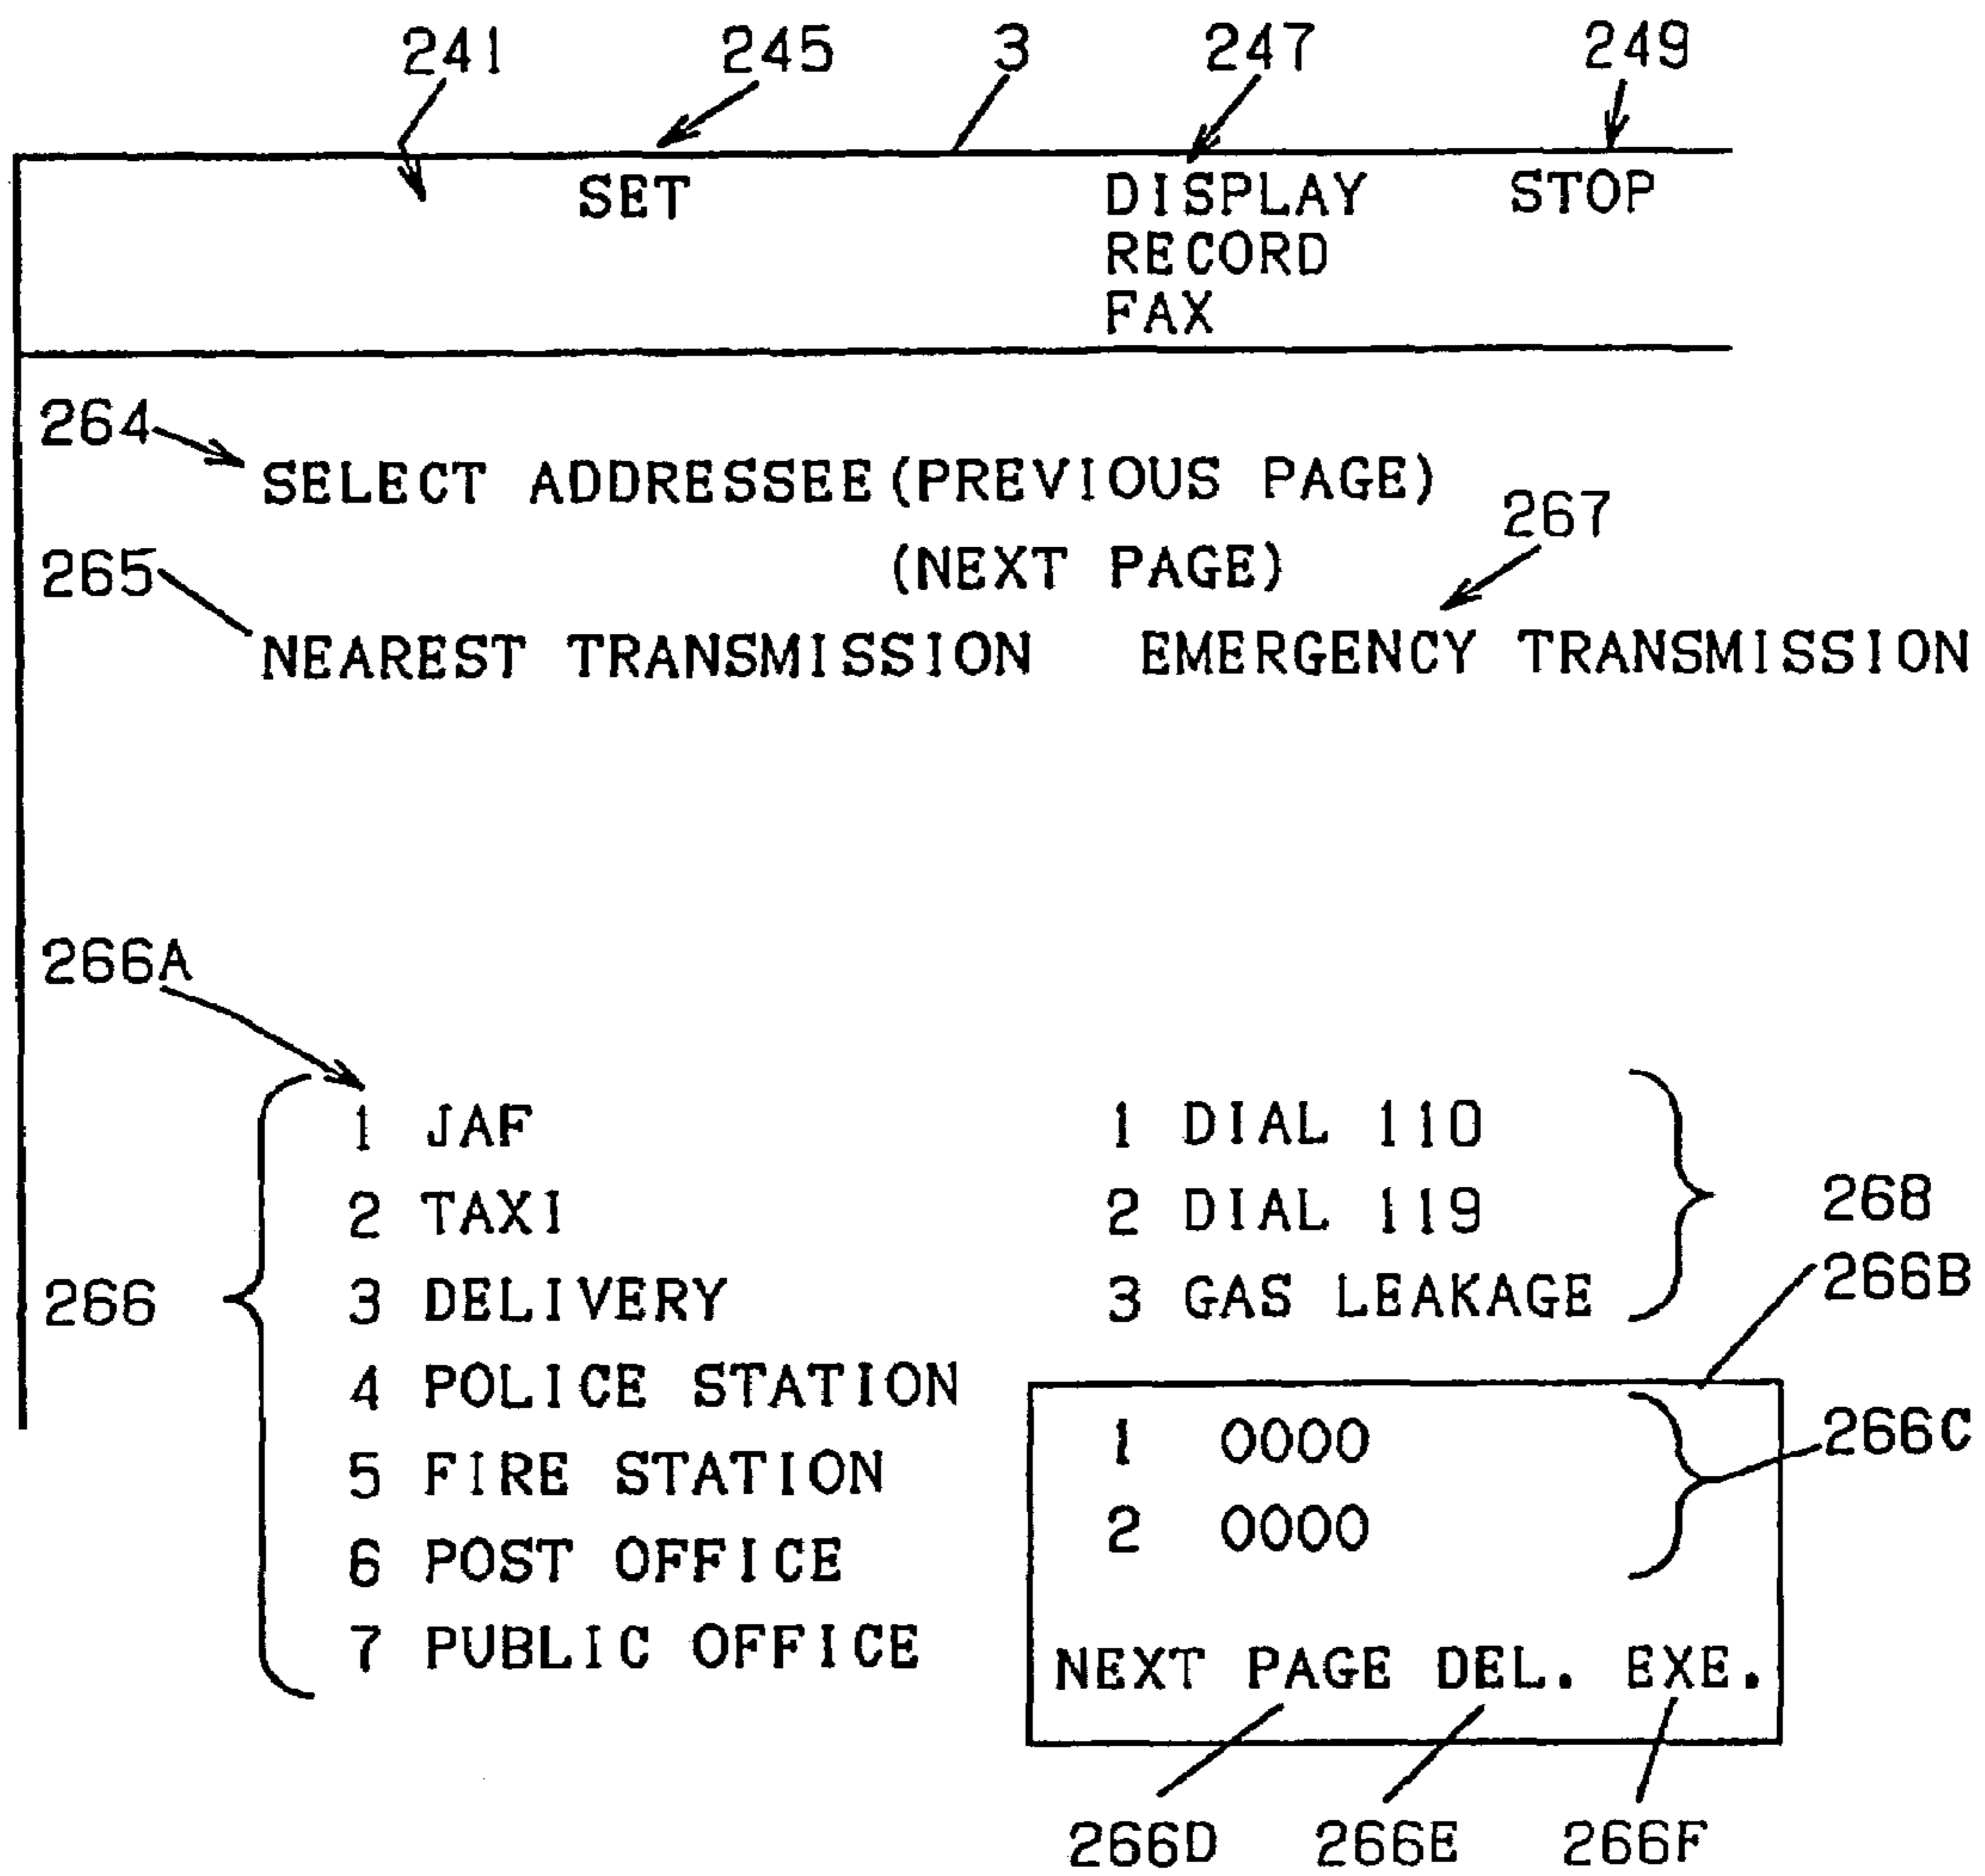 241 245 3 247 249
SET DISPLAY STOP
RECORD
FAX
264
SELECT ADDRESSEE (PREVIOUS PAGE)
267
265 (NEXT PAGE)
NEAREST TRANSMISSION EMERGENCY TRANSMISSION
266A
1 JAF 1 DIAL 110
268
2 TAXI 2 DIAL 119
266B
266 3 DELIVERY 3 GAS LEAKAGE
4 POLICE STATION
1 0000 266C
5 FIRE STATION
2 0000
6 POST OFFICE
7 PUBLIC OFFICE
NEXT PAGE DEL. EXE.
266D 266E 266F